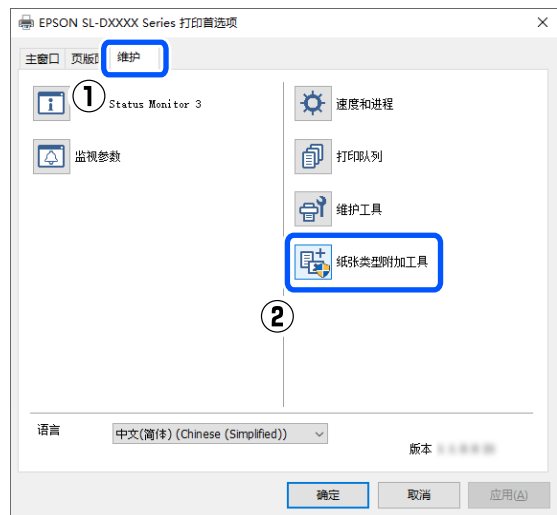 EPSON SL-DXXXX Series 打印首选项
主窗口 页版 维护
① Status Monitor 3
监视参数
速度和进程
打印队列
维护工具
纸张类型附加工具
②
语言
中文(简体) (Chinese (Simplified))
版本
确定 取消 应用(A)